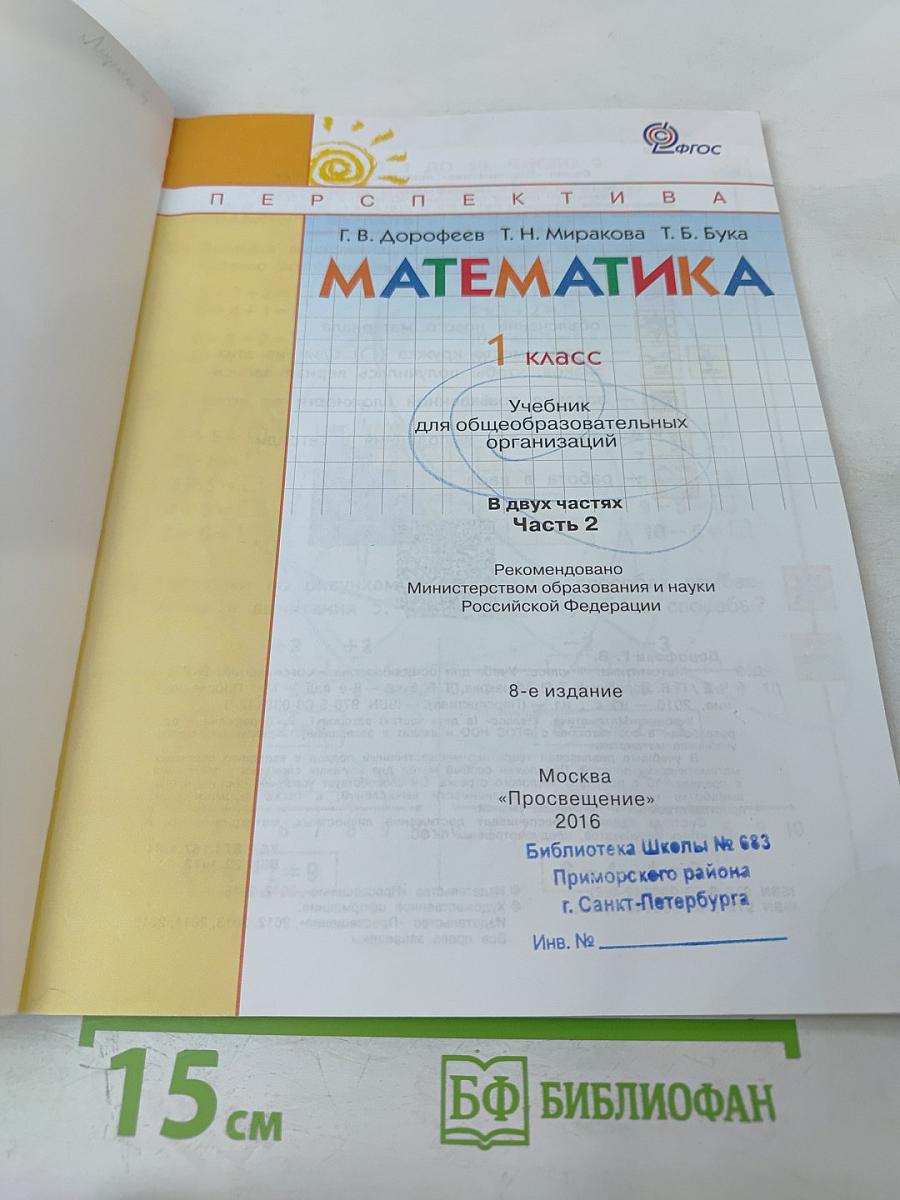 ФГОС
ПЕРСПЕКТИВА
Г. В. Дорофеев Т. Н. Миракова Т. Б. Бука
МАТЕМАТИКА
1 класс
Учебник
для общеобразовательных
организаций
В двух частях
Часть 2
Рекомендовано
Министерством образования и науки
Российской Федерации
8-е издание
Москва
«Просвещение»
2016
Библиотека Школы № 683
Приморского района
г. Санкт-Петербурга
Инв. №
15 см
БФ БИБЛИОФАН